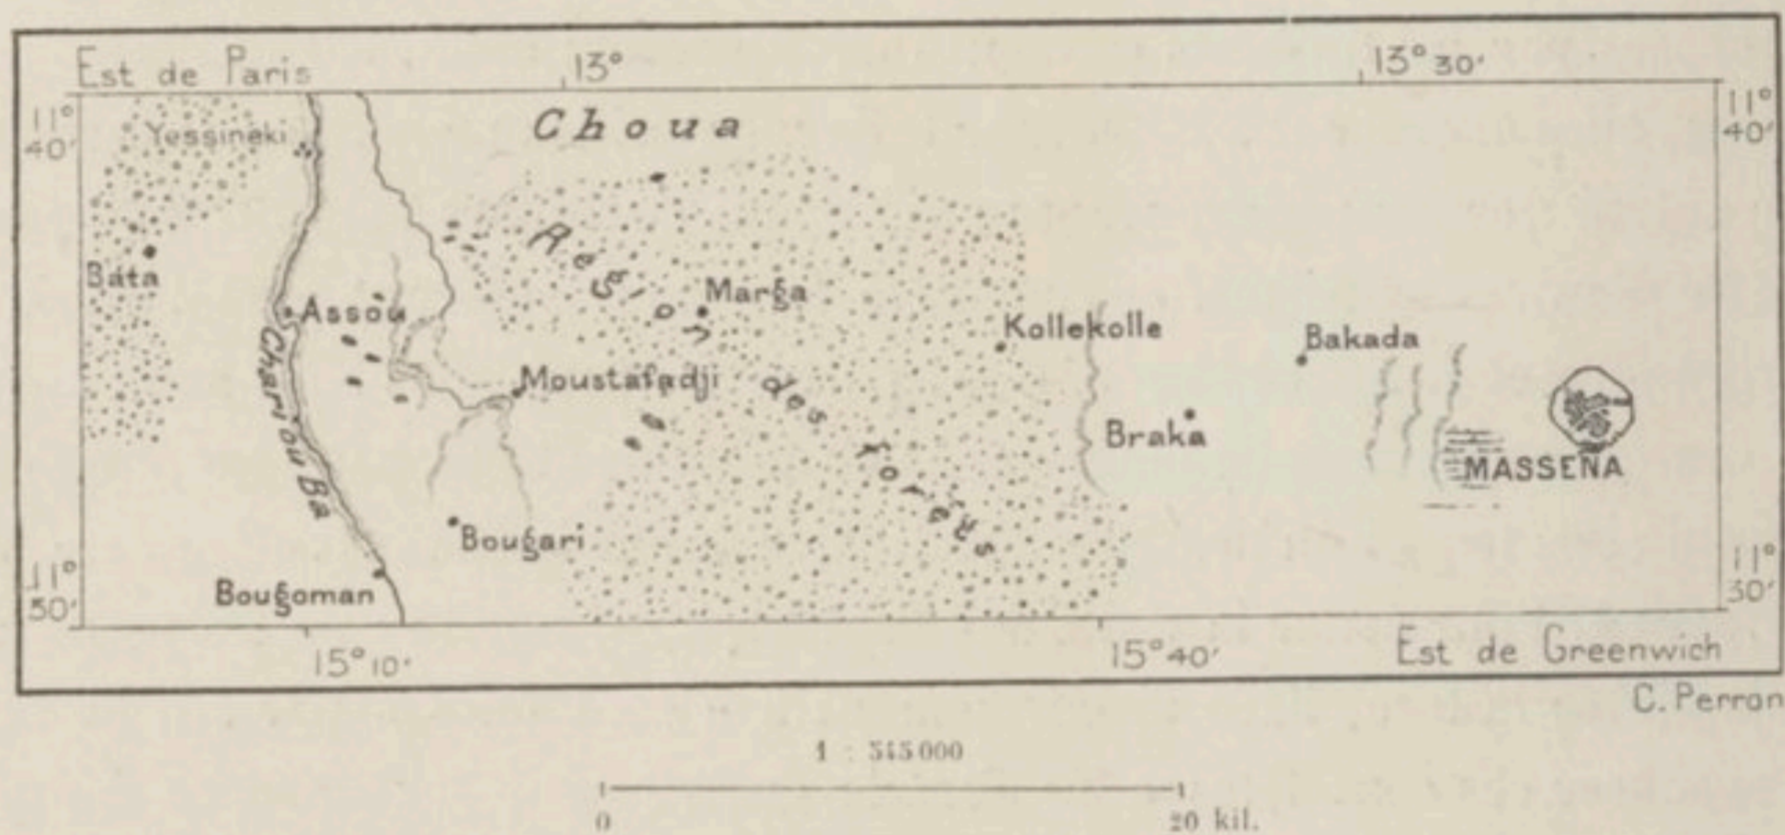 Est de Paris
13°
13° 30'
11°
40'
11°
40'
Choua
Yessineki
Région des forêts
Bata
Assou
Marga
Kollekolle
Bakada
Chari ou Ba
Moustafadji
Braka
MASSENA
Bougari
Bougoman
11°
30'
11°
30'
15° 10'
15° 40'
Est de Greenwich
C. Perron
1 : 345 000
0
20 kil.